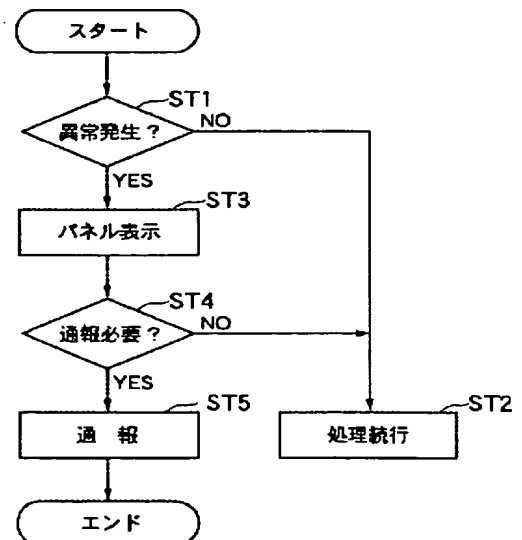 スタート
ST1
異常発生?
NO
YES
ST3
パネル表示
ST4
通報必要?
NO
YES
ST5
通 報
ST2
処理続行
エンド